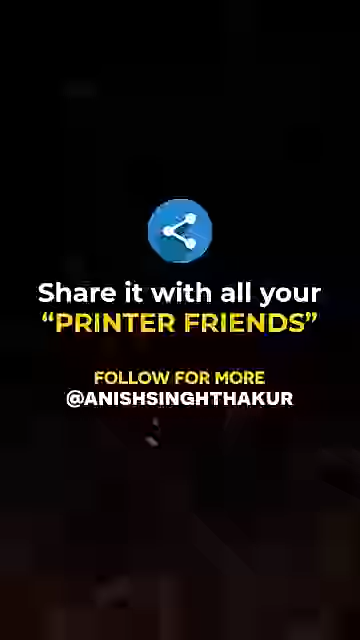 Share it with all your
“PRINTER FRIENDS”
FOLLOW FOR MORE
@ANISHSINGHTHAKUR